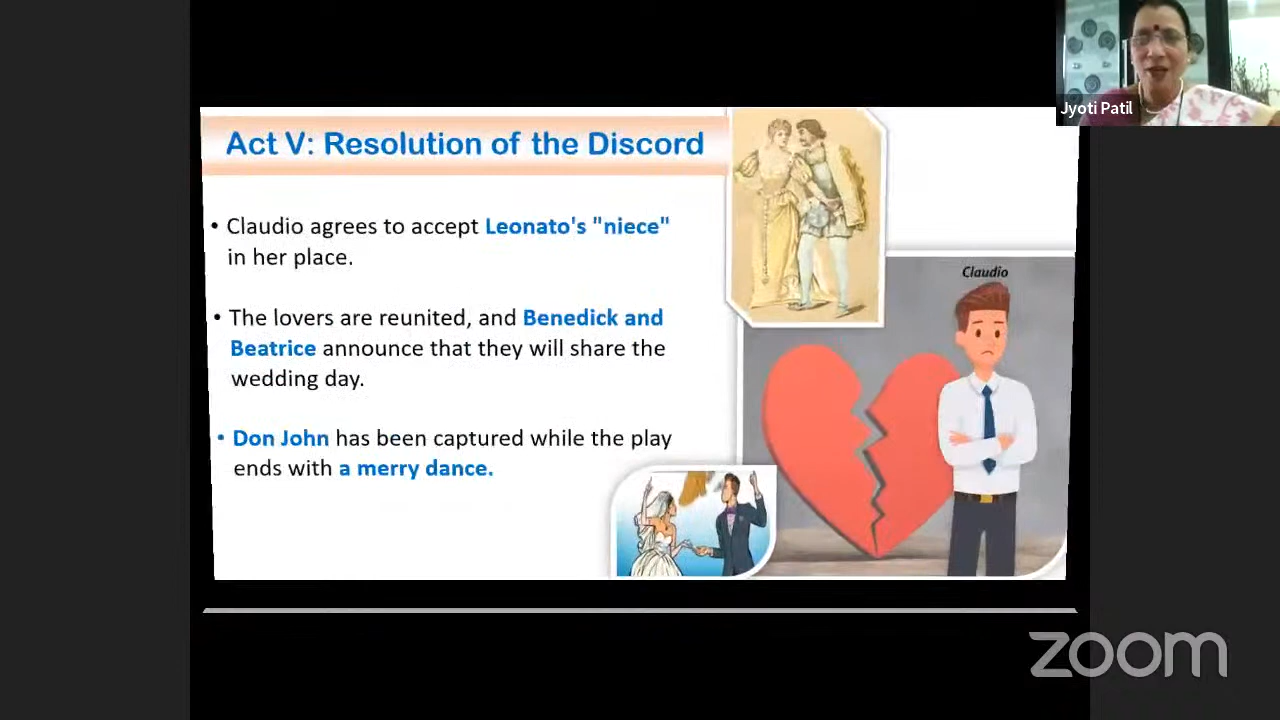 Jyoti Patil
Act V: Resolution of the Discord
• Claudio agrees to accept Leonato's "niece"
in her place.
• The lovers are reunited, and Benedick and
Beatrice announce that they will share the
wedding day.
• Don John has been captured while the play
ends with a merry dance.
Claudio
zoom